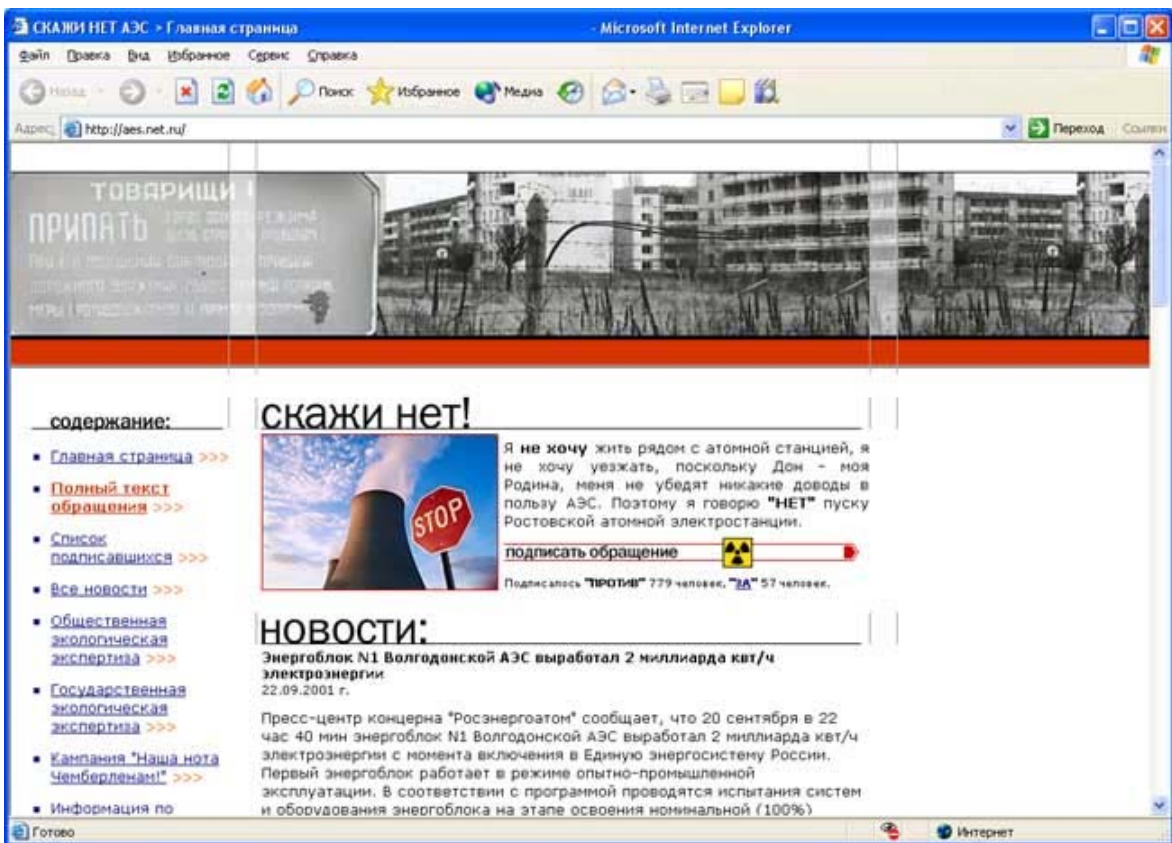 СКАЖИ НЕТ АЭС > Главная страница - Microsoft Internet Explorer
Файл Правка Вид Избранное Сервис Справка
Назад Поиск Избранное Медиа
Адрес: http://aes.net.ru/ Переход Ссылки
ТОВАРИЩИ !
ПРИПЯТЬ
содержание:
Главная страница >>>
Полный текст
обращения >>>
Список
подписавшихся >>>
Все новости >>>
Общественная
экологическая
экспертиза >>>
Государственная
экологическая
экспертиза >>>
Кампания "Наша нота
Чемберленам!" >>>
Информация по
скажи нет!
STOP
Я не хочу жить рядом с атомной станцией, я
не хочу уезжать, поскольку Дон - моя
Родина, меня не убедят никакие доводы в
пользу АЭС. Поэтому я говорю "НЕТ" пуску
Ростовской атомной электростанции.
подписать обращение
Подписалось "ПРОТИВ" 779 человек, "ЗА" 57 человек.
новости:
Энергоблок N1 Волгодонской АЭС выработал 2 миллиарда квт/ч
электроэнергии
22.09.2001 г.
Пресс-центр концерна "Росэнергоатом" сообщает, что 20 сентября в 22
час 40 мин энергоблок N1 Волгодонской АЭС выработал 2 миллиарда квт/ч
электроэнергии с момента включения в Единую энергосистему России.
Первый энергоблок работает в режиме опытно-промышленной
эксплуатации. В соответствии с программой проводятся испытания систем
и оборудования энергоблока на этапе освоения номинальной (100%)
Готово Интернет